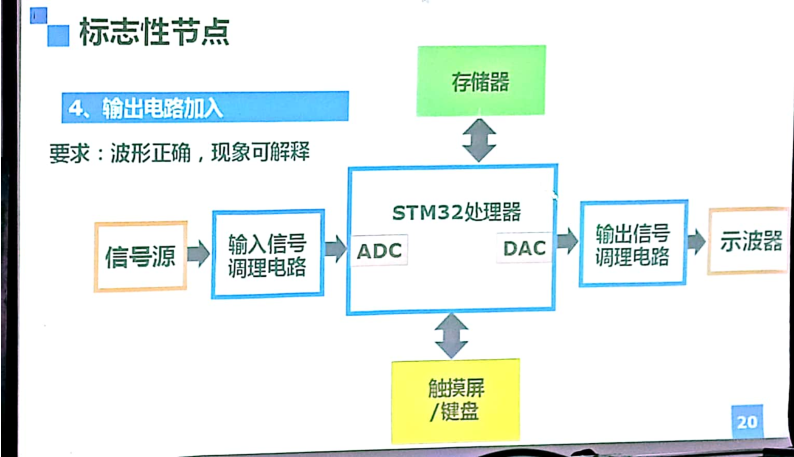 标志性节点
4、输出电路加入
要求：波形正确，现象可解释
存储器
STM32处理器
信号源
输入信号
调理电路
ADC
DAC
输出信号
调理电路
示波器
触摸屏
/键盘
20